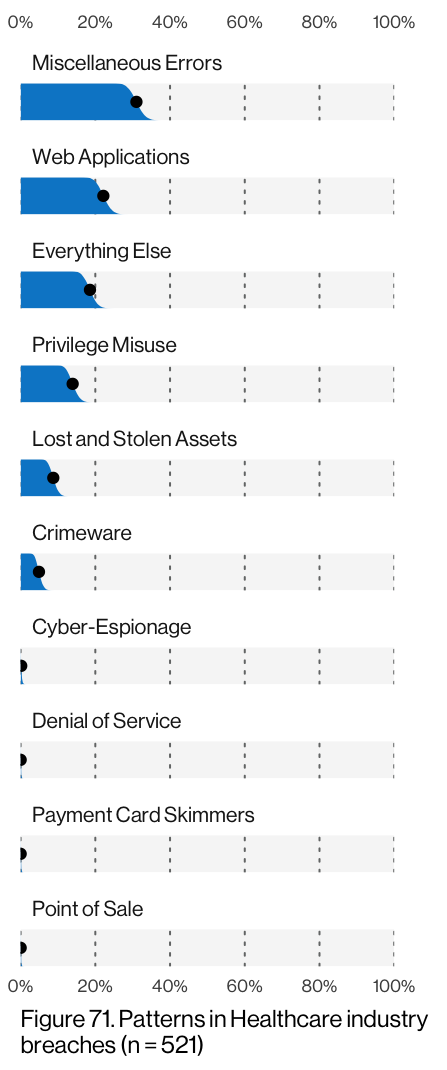 0% 20% 40% 60% 80% 100%
Miscellaneous Errors
Web Applications
Everything Else
Privilege Misuse
Lost and Stolen Assets
Crimeware
Cyber-Espionage
Denial of Service
Payment Card Skimmers
Point of Sale
0% 20% 40% 60% 80% 100%
Figure 71. Patterns in Healthcare industry
breaches (n = 521)